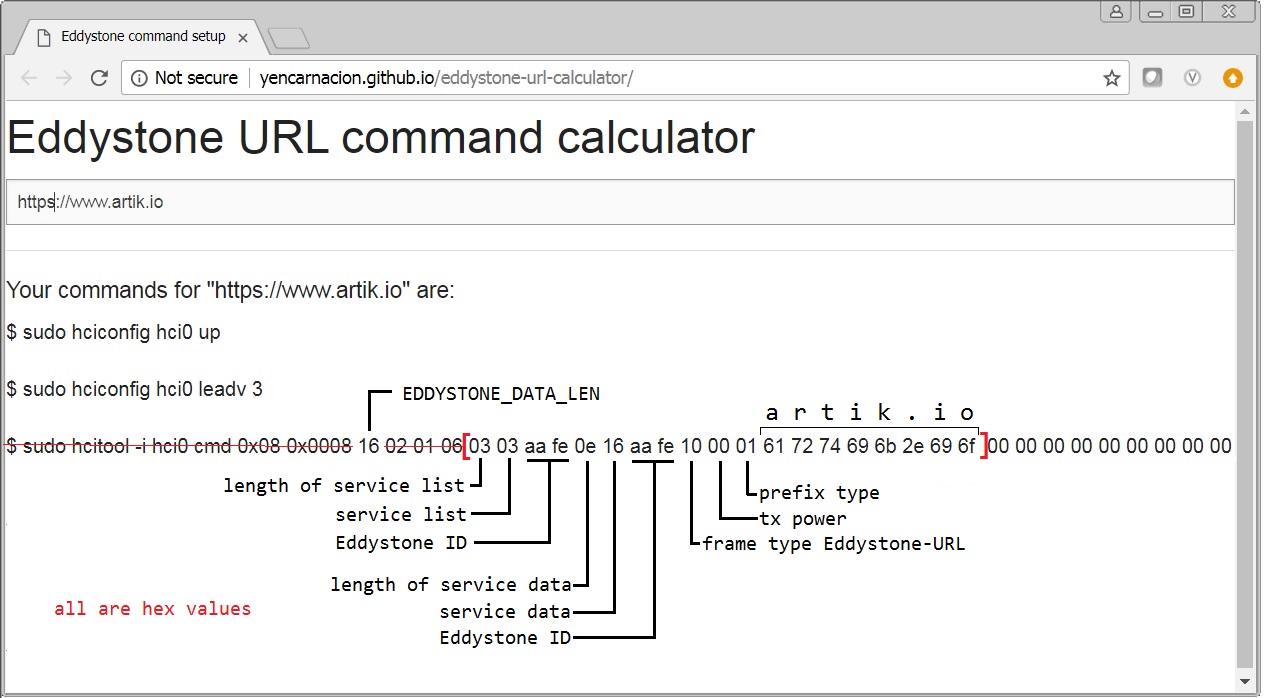 Eddystone command setup
Not secure yencarnacion.github.io/eddystone-url-calculator/
Eddystone URL command calculator
https://www.artik.io
Your commands for "https://www.artik.io" are:
$ sudo hciconfig hci0 up
$ sudo hciconfig hci0 leadv 3
EDDYSTONE_DATA_LEN
a r t i k . i o
$ sudo hcitool -i hci0 cmd 0x08 0x0008 16 02 01 06 [03 03 aa fe 0e 16 aa fe 10 00 01 61 72 74 69 6b 2e 69 6f ]00 00 00 00 00 00 00 00 00
length of service list
prefix type
service list
tx power
Eddystone ID
frame type Eddystone-URL
length of service data
all are hex values
service data
Eddystone ID